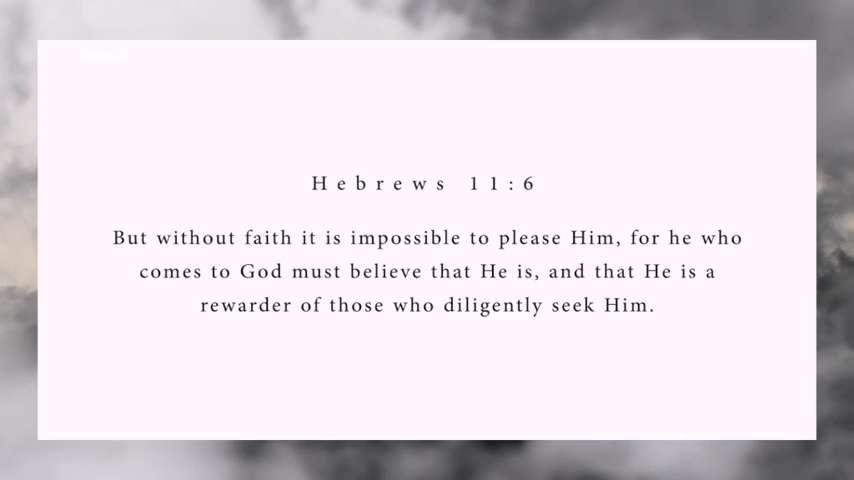 Hebrews 11:6
But without faith it is impossible to please Him, for he who
comes to God must believe that He is, and that He is a
rewarder of those who diligently seek Him.